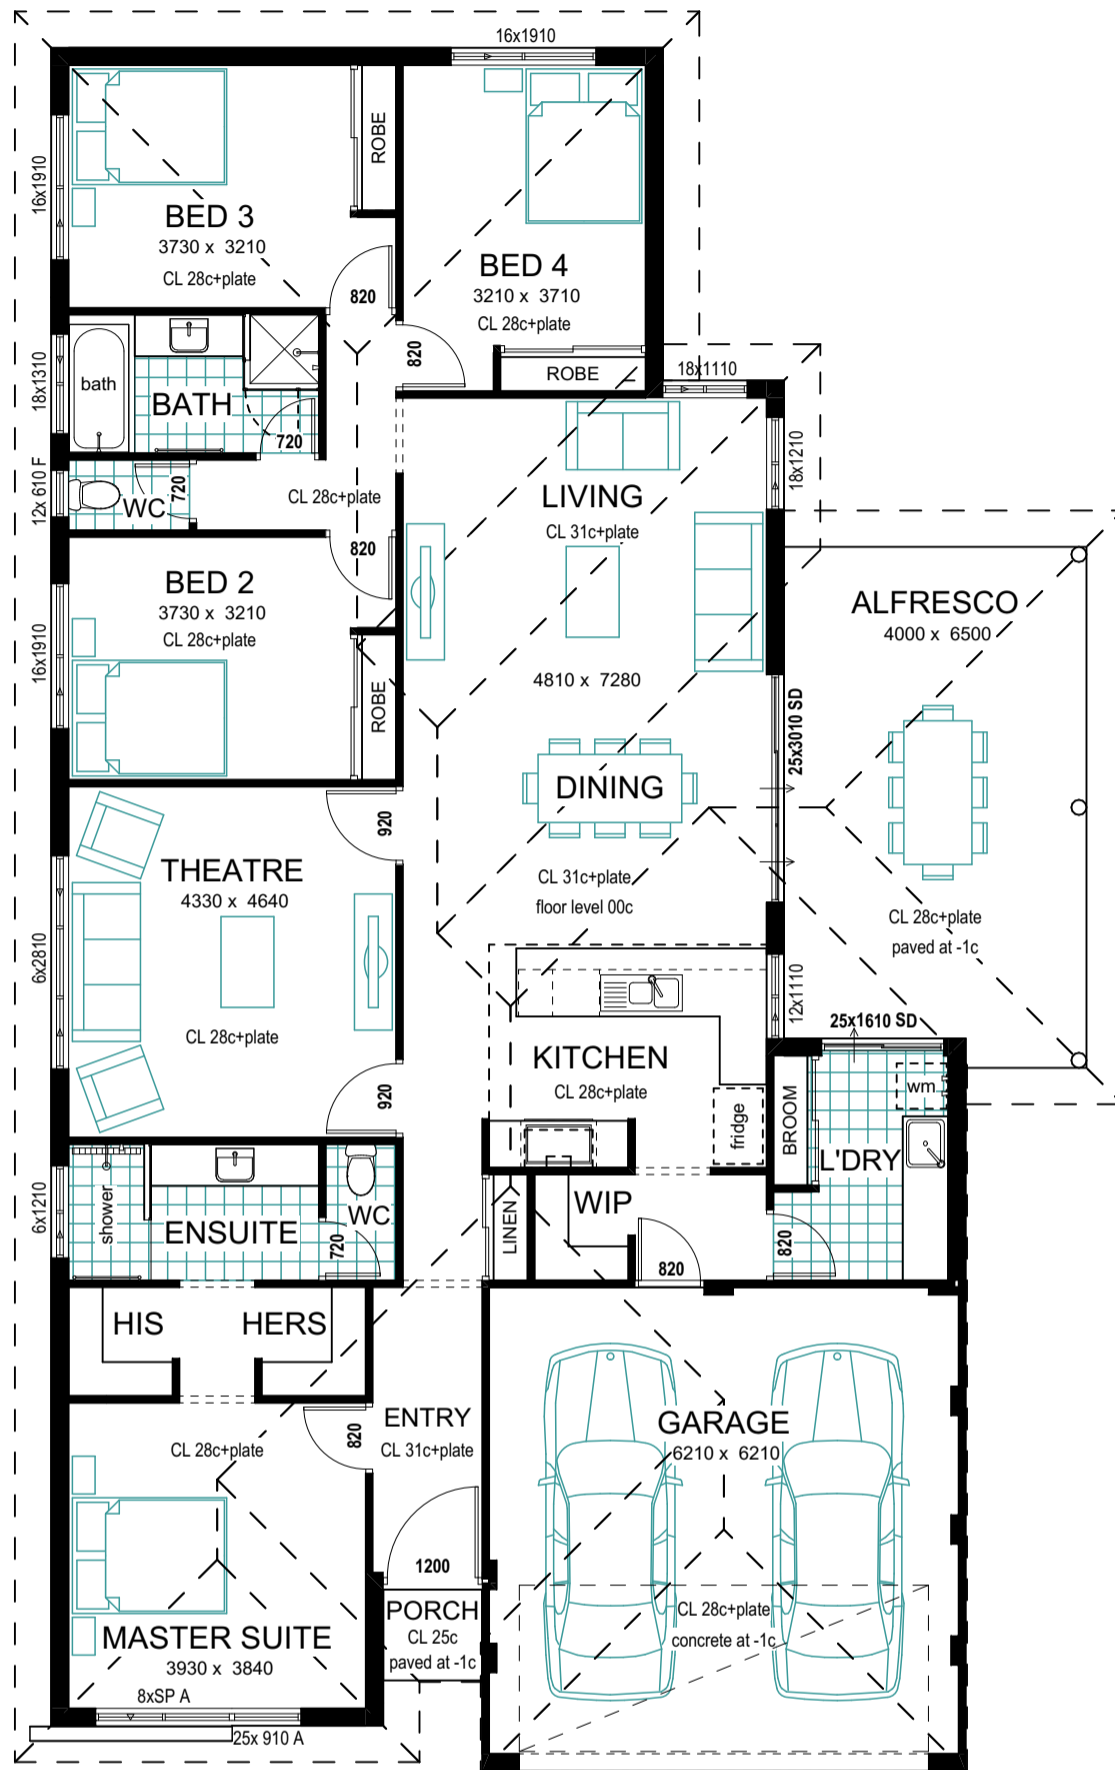 16x1910
16x1910
ROBE
BED 3
3730 x 3210
CL 28c+plate
BED 4
3210 x 3710
CL 28c+plate
820
820
ROBE
18x1110
18x1310
bath
BATH
720
12x 610 F
WC
720
CL 28c+plate
LIVING
CL 31c+plate
18x1210
820
BED 2
3730 x 3210
CL 28c+plate
16x1910
ROBE
4810 x 7280
ALFRESCO
4000 x 6500
25x3010 SD
DINING
CL 31c+plate
floor level 00c
CL 28c+plate
paved at -1c
920
THEATRE
4330 x 4640
6x2810
CL 28c+plate
920
12x1110
25x1610 SD
KITCHEN
CL 28c+plate
fridge
BROOM
wm
L'DRY
6x1210
shower
ENSUITE
WC
720
LINEN
WIP
820
820
HIS
HERS
ENTRY
CL 31c+plate
820
CL 28c+plate
GARAGE
6210 x 6210
1200
PORCH
CL 25c
paved at -1c
CL 28c+plate
concrete at -1c
MASTER SUITE
3930 x 3840
8xSP A
25x 910 A